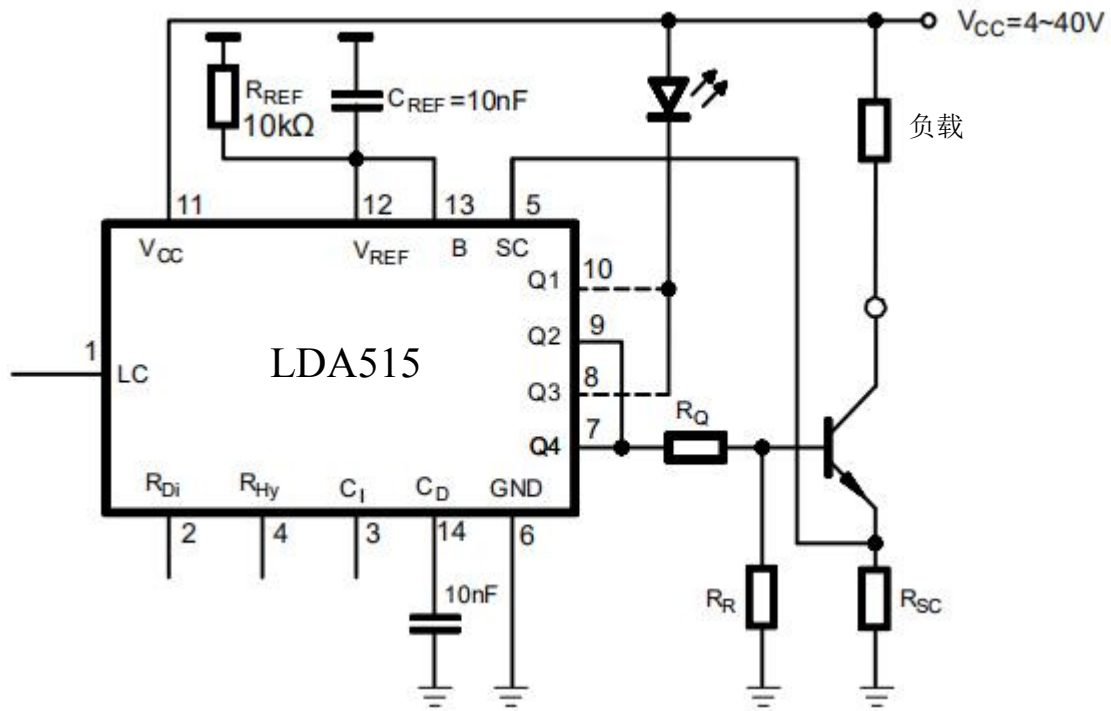 V_CC=4~40V
R_REF
10kΩ
C_REF=10nF
负载
11
12
13
5
V_CC
V_REF
B
SC
Q1
10
Q2
9
1
LC
LDA515
Q3
8
Q4
7
R_Q
R_Di
R_Hy
C_I
C_D
GND
2
4
3
14
6
10nF
R_R
R_SC